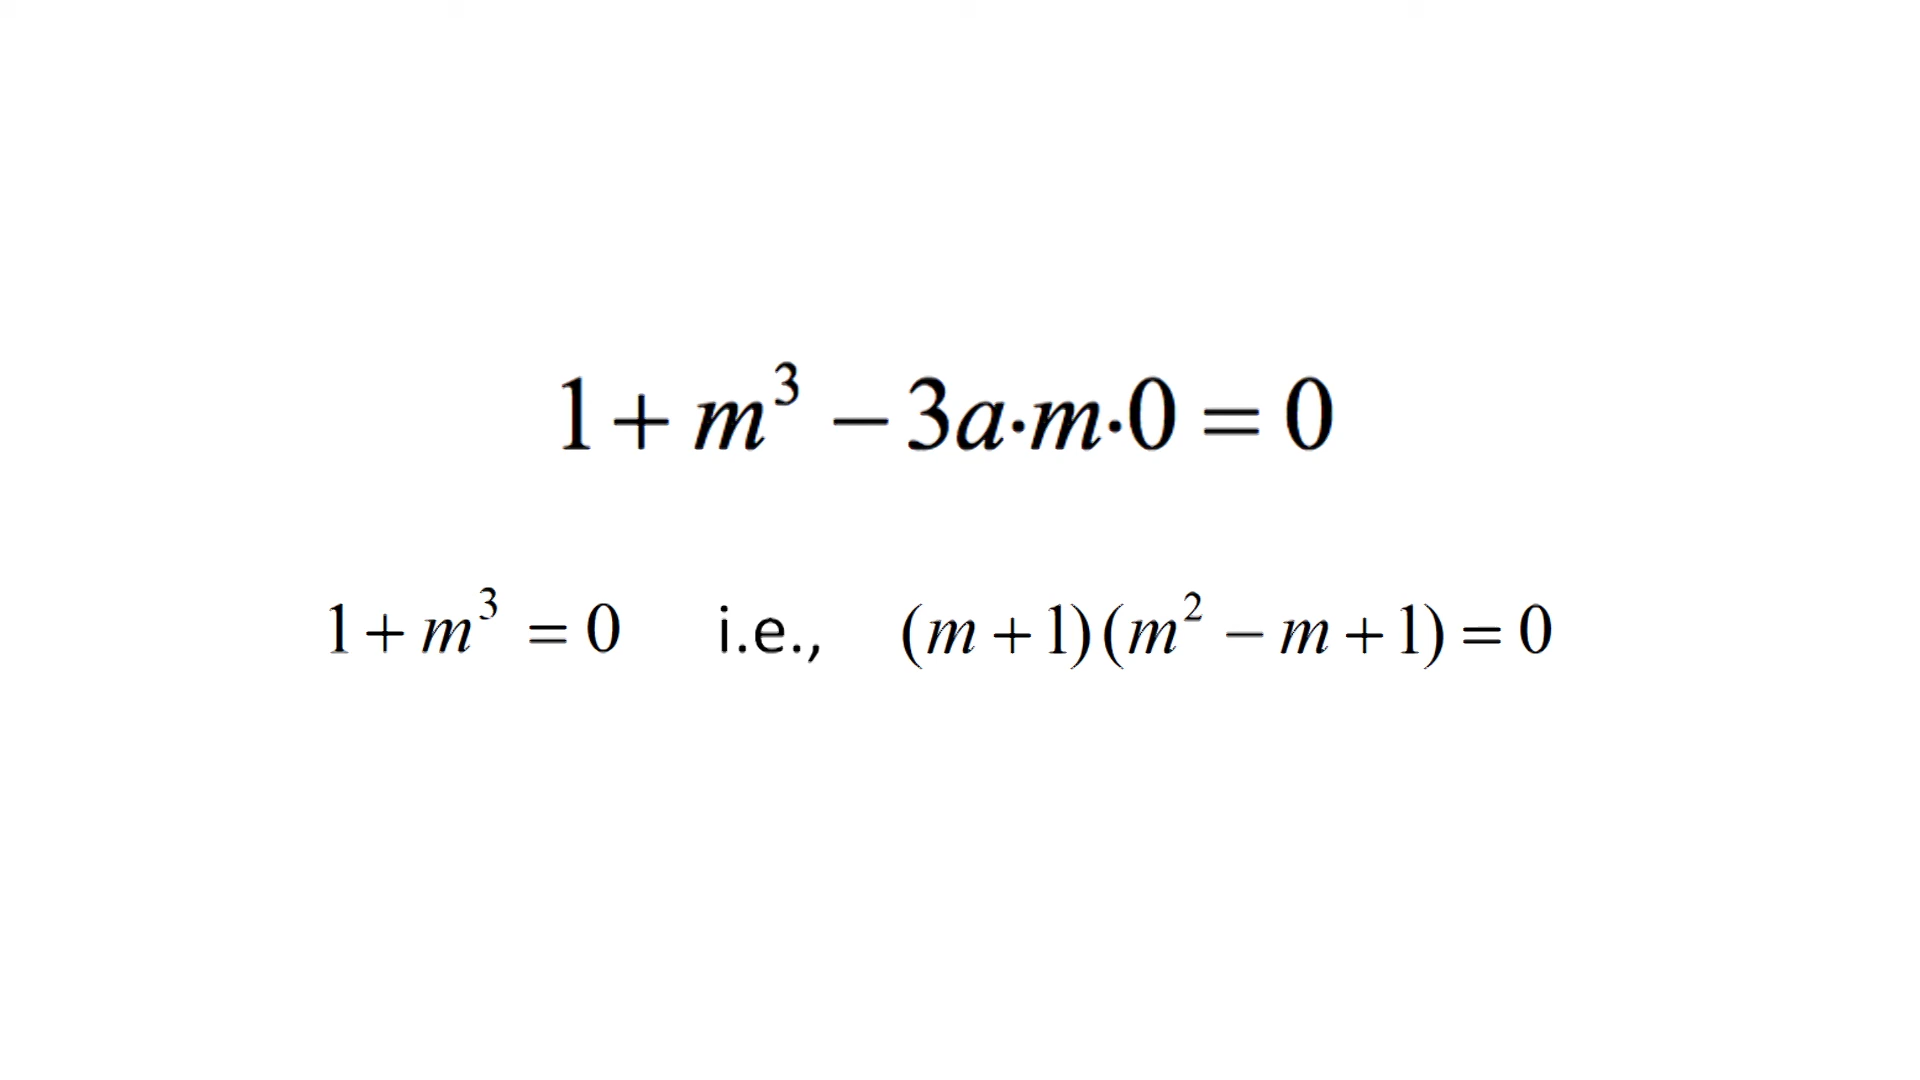 1 + m³ − 3a·m·0 = 0
1 + m³ = 0 i.e., (m + 1)(m² − m + 1) = 0